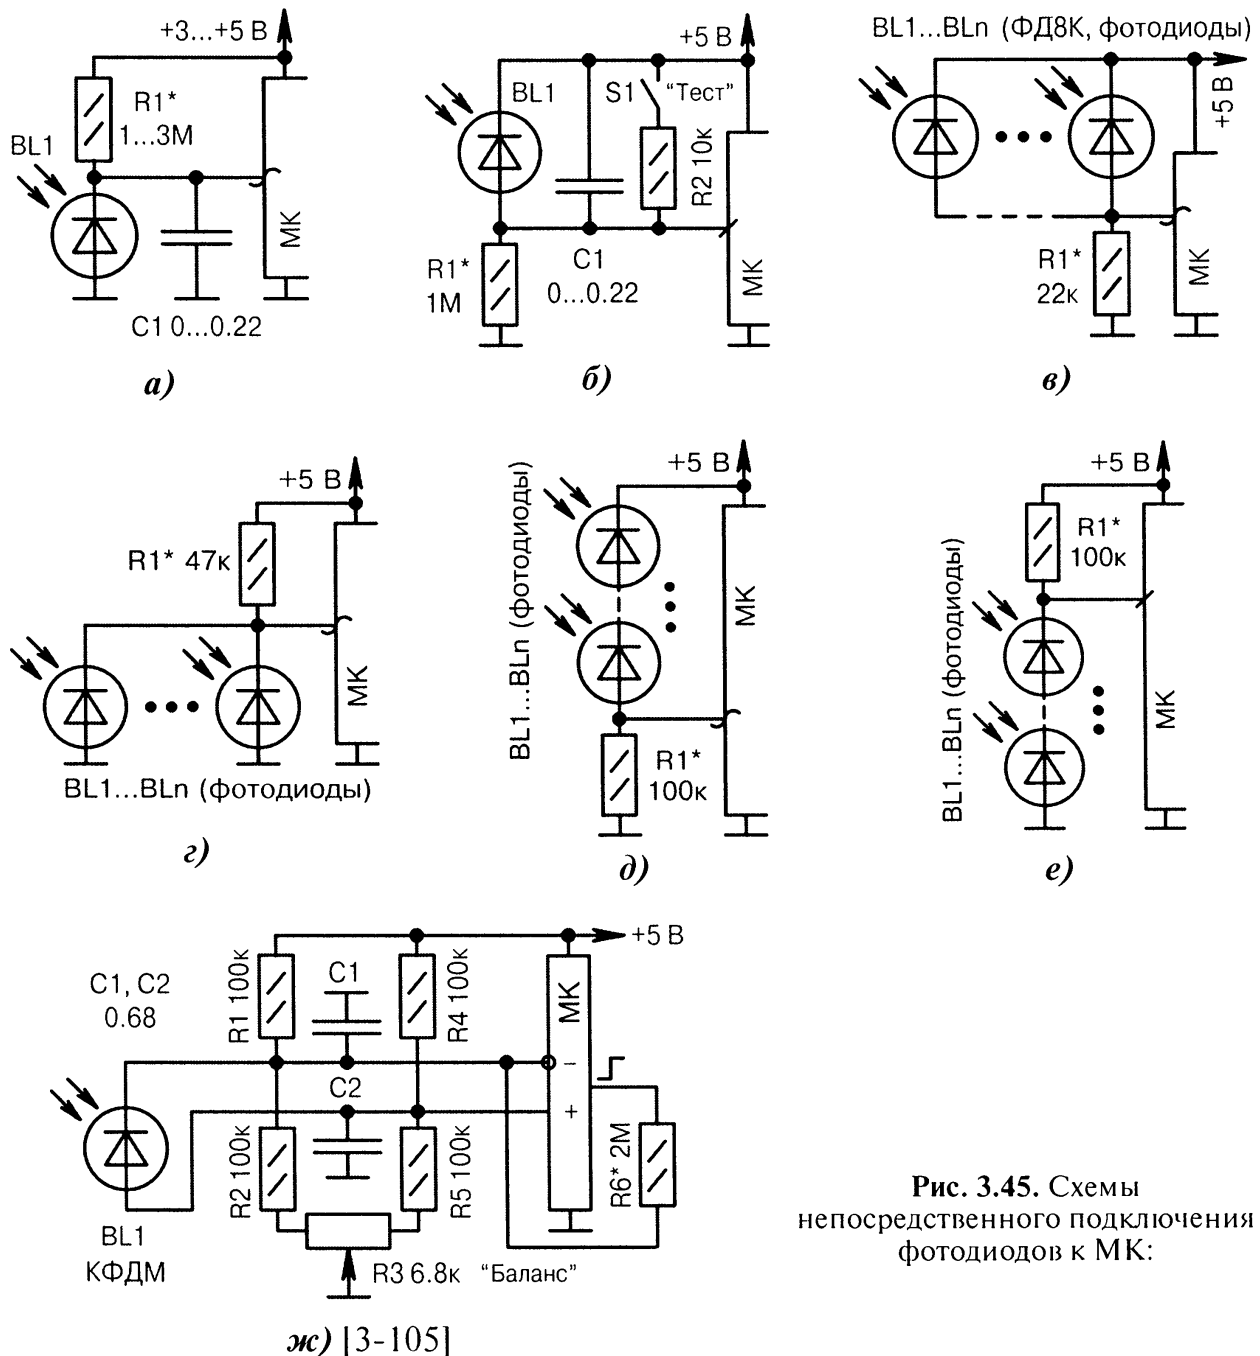 +3...+5 В
R1*
1...3М
BL1
МК
C1 0...0.22
а)
+5 В
BL1
S1 "Тест"
R2 10к
R1*
1М
C1
0...0.22
МК
б)
BL1...BLn (ФД8К, фотодиоды)
+5 В
R1*
22к
МК
в)
+5 В
R1* 47к
МК
BL1...BLn (фотодиоды)
г)
BL1...BLn (фотодиоды)
+5 В
МК
R1*
100к
д)
BL1...BLn (фотодиоды)
+5 В
R1*
100к
МК
е)
+5 В
C1, C2
0.68
R1 100к
C1
R4 100к
МК
−
C2
+
R2 100к
R5 100к
R6* 2М
BL1
КФДМ
R3 6.8к "Баланс"
ж) [3-105]
Рис. 3.45. Схемы
непосредственного подключения
фотодиодов к МК: